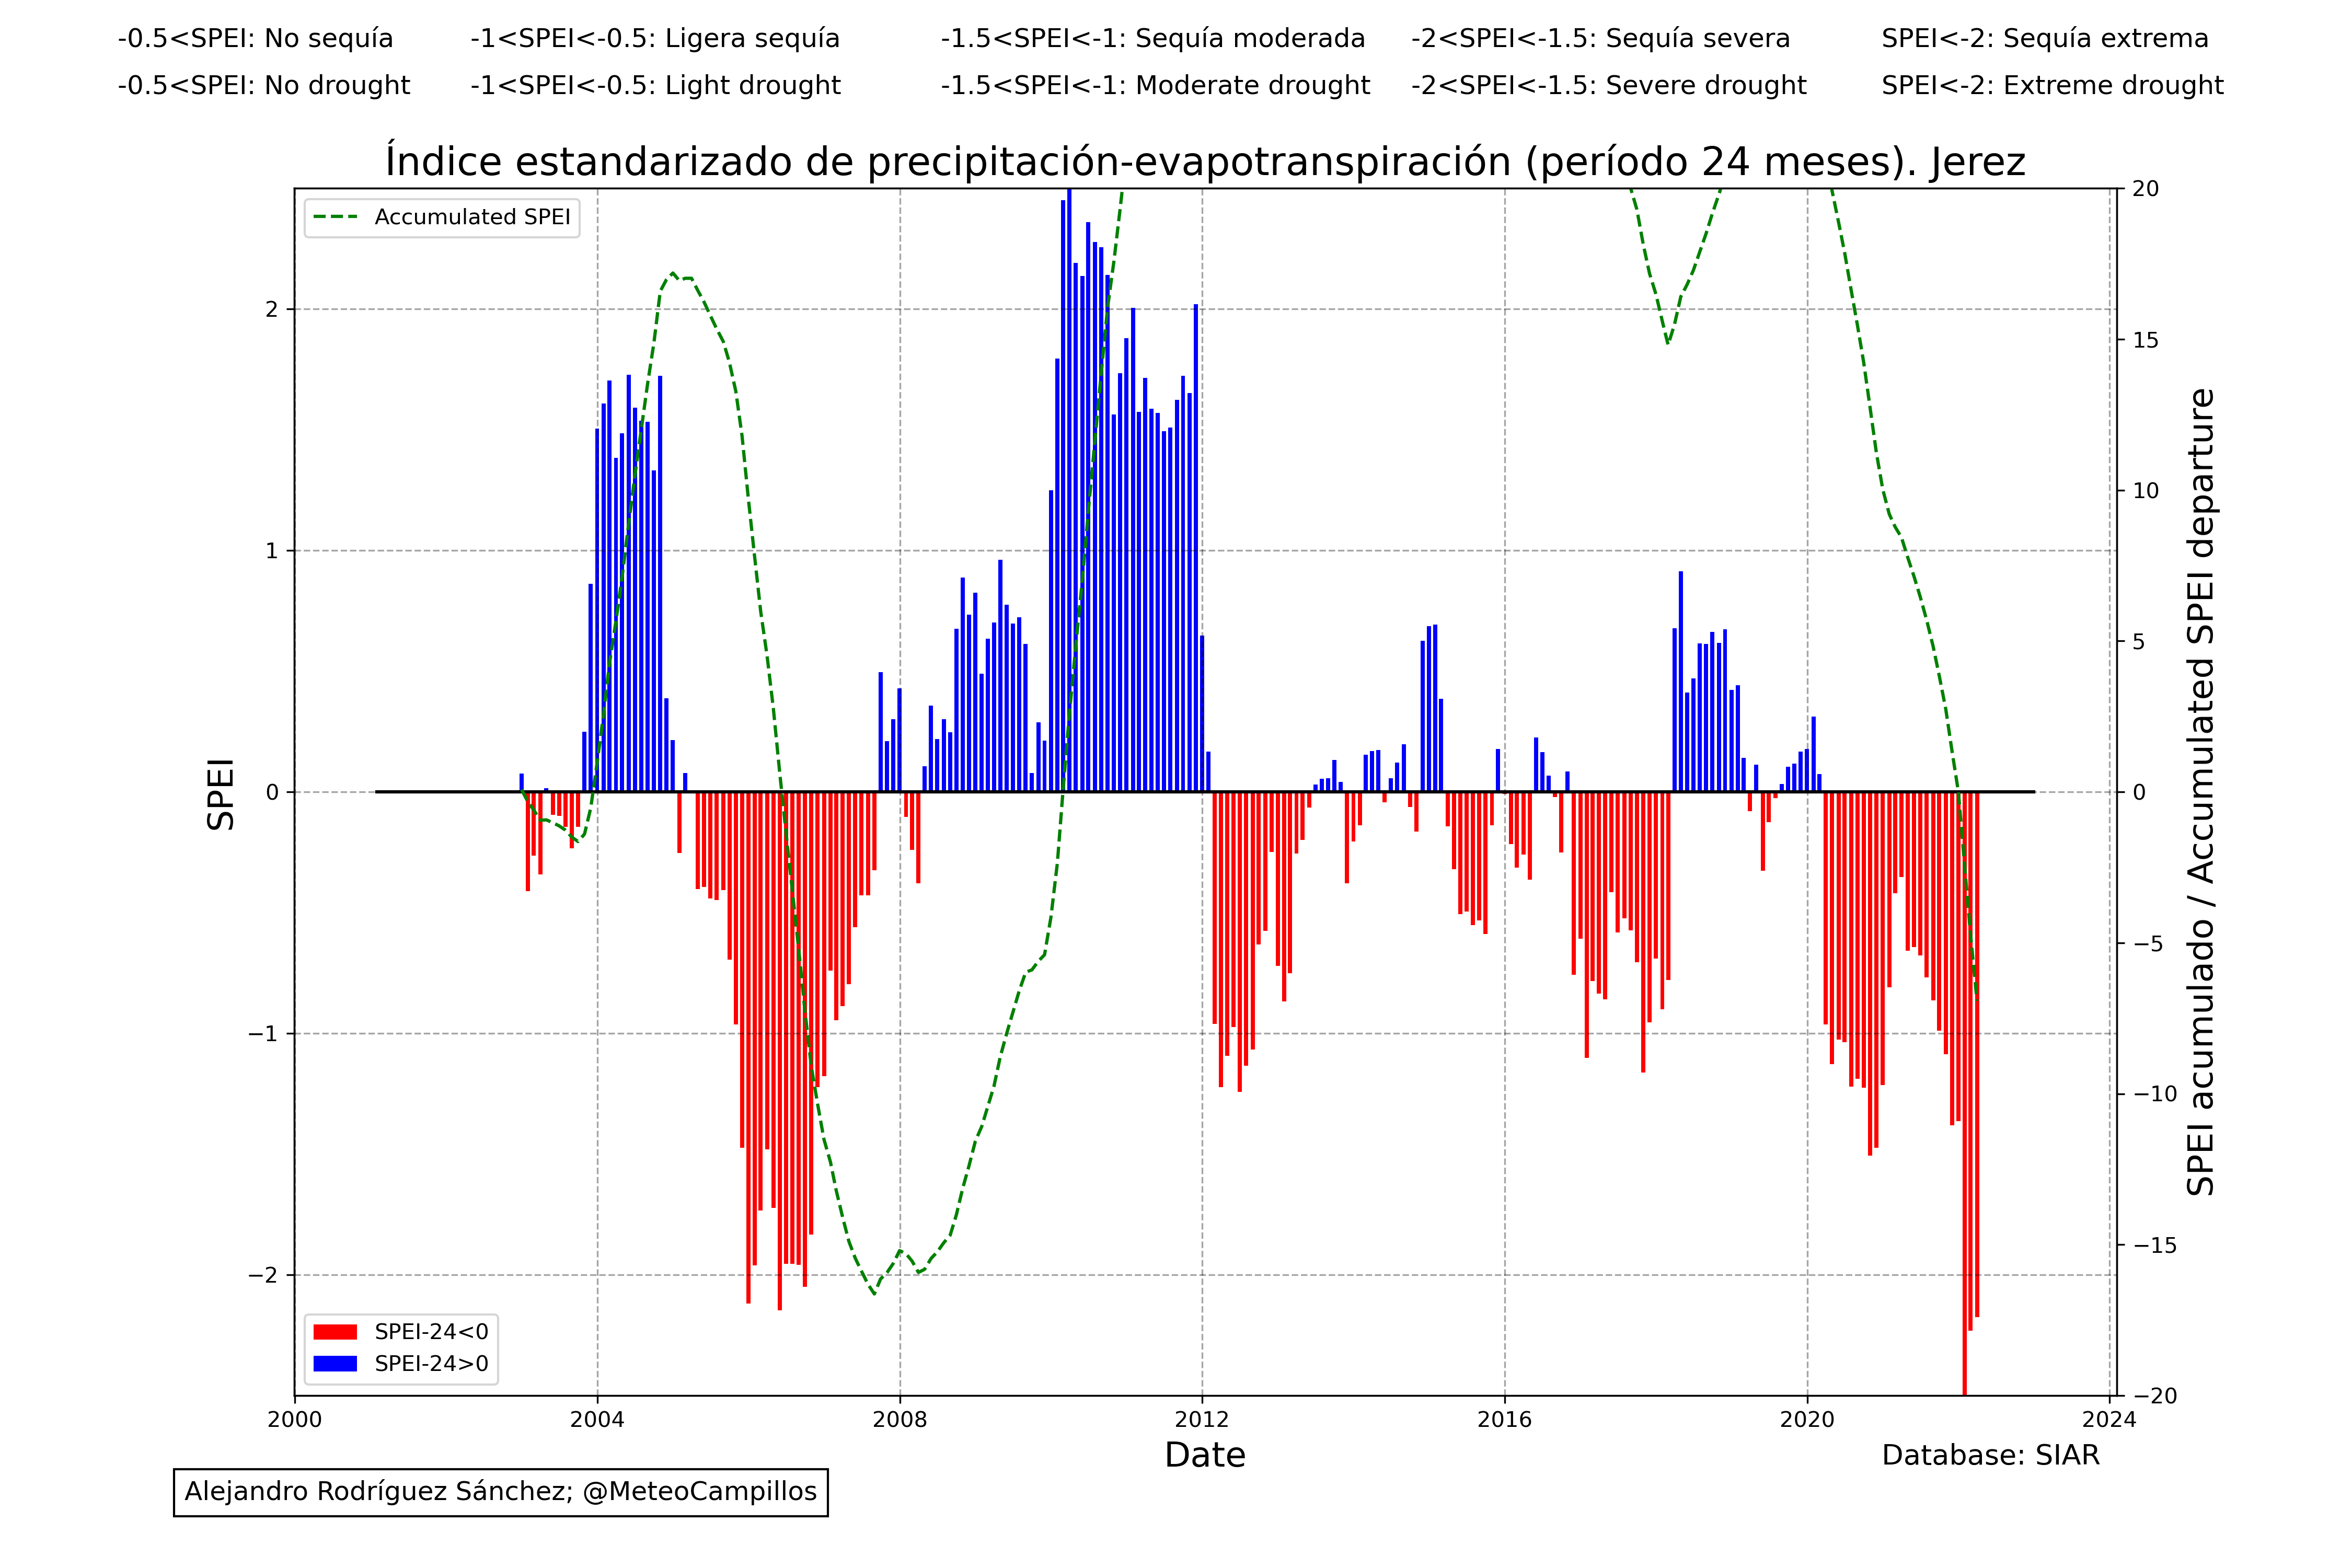 -0.5<SPEI: No sequía -1<SPEI<-0.5: Ligera sequía -1.5<SPEI<-1: Sequía moderada -2<SPEI<-1.5: Sequía severa SPEI<-2: Sequía extrema
-0.5<SPEI: No drought -1<SPEI<-0.5: Light drought -1.5<SPEI<-1: Moderate drought -2<SPEI<-1.5: Severe drought SPEI<-2: Extreme drought
Índice estandarizado de precipitación-evapotranspiración (período 24 meses). Jerez
Accumulated SPEI
SPEI
2
1
0
−1
−2
20
15
10
5
0
−5
−10
−15
−20
SPEI acumulado / Accumulated SPEI departure
SPEI-24<0
SPEI-24>0
2000 2004 2008 2012 2016 2020 2024
Date
Database: SIAR
Alejandro Rodríguez Sánchez; @MeteoCampillos